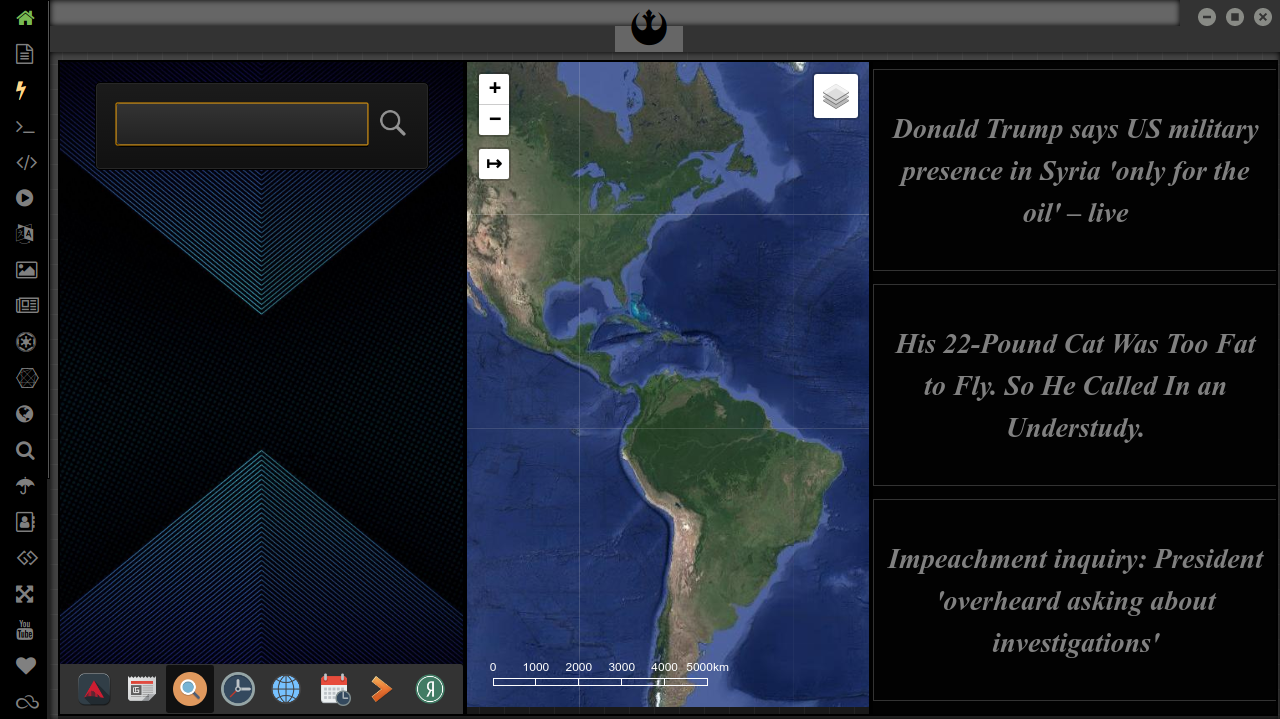 Donald Trump says US military
presence in Syria 'only for the
oil' – live
His 22-Pound Cat Was Too Fat
to Fly. So He Called In an
Understudy.
Impeachment inquiry: President
'overheard asking about
investigations'
+
−
↦
0 1000 2000 3000 4000 5000km
You
Tube
Я